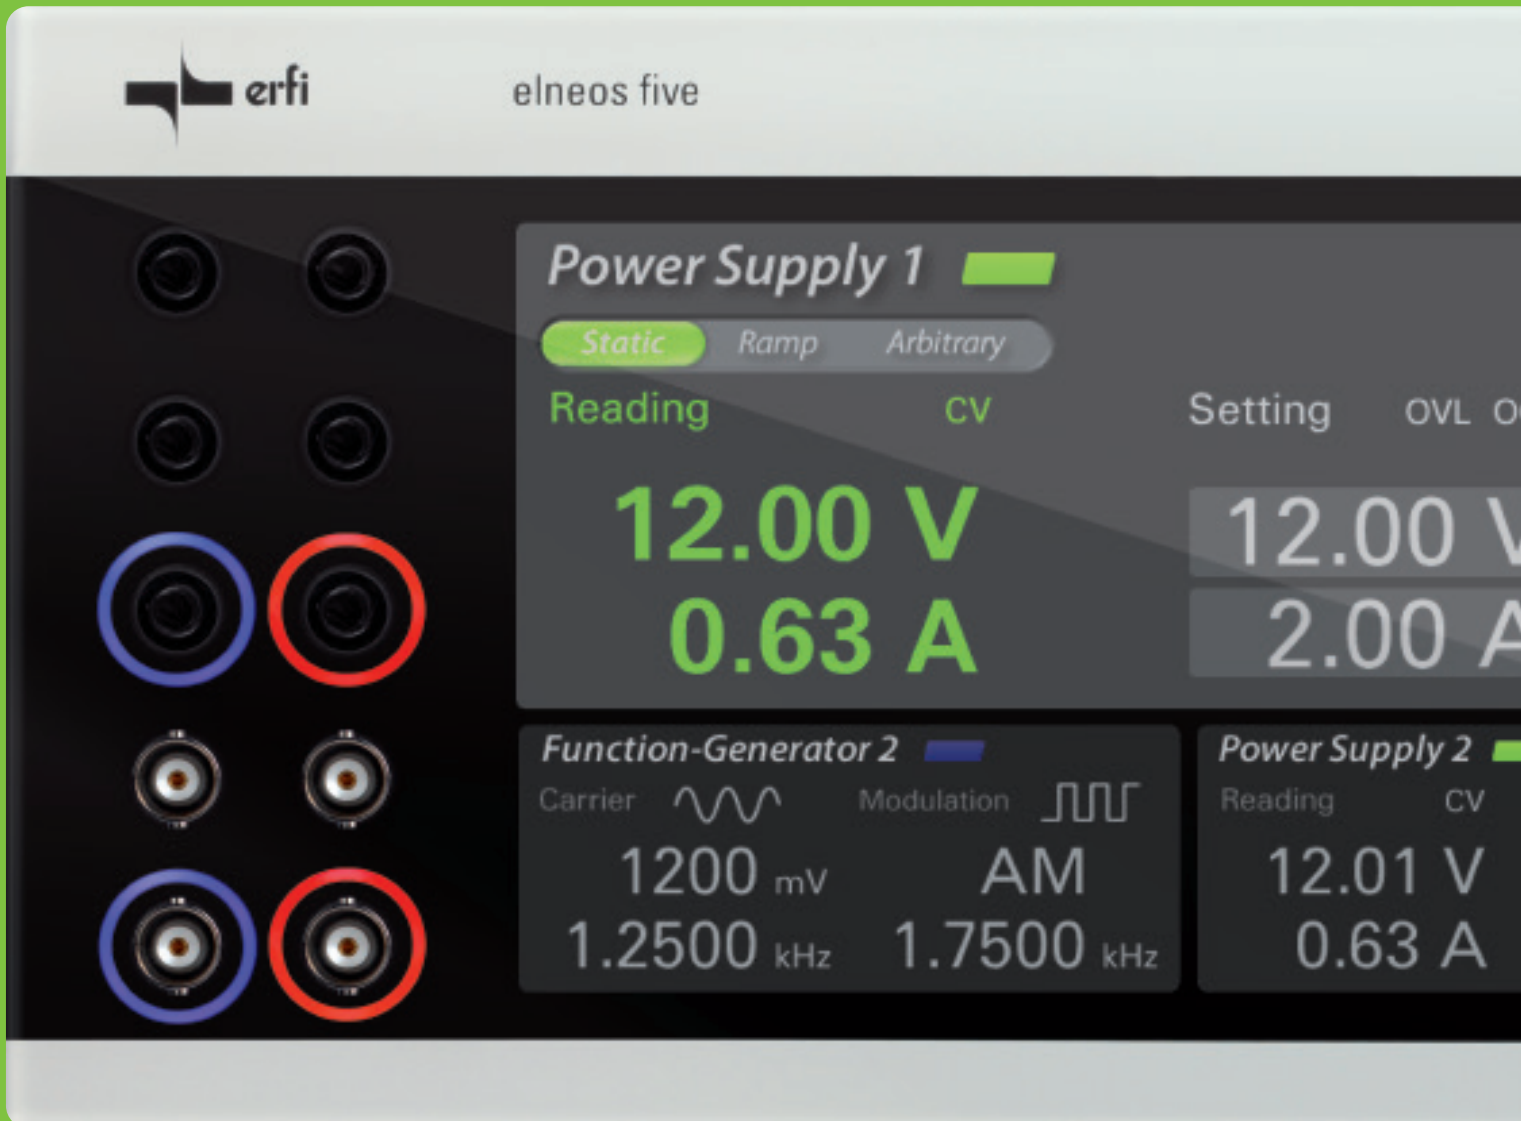 erfi
elneos five
Power Supply 1
Static Ramp Arbitrary
Reading CV Setting OVL
12.00 V 12.00 V
0.63 A 2.00 A
Function-Generator 2 Power Supply 2
Carrier Modulation Reading CV
1200 mV AM 12.01 V
1.2500 kHz 1.7500 kHz 0.63 A